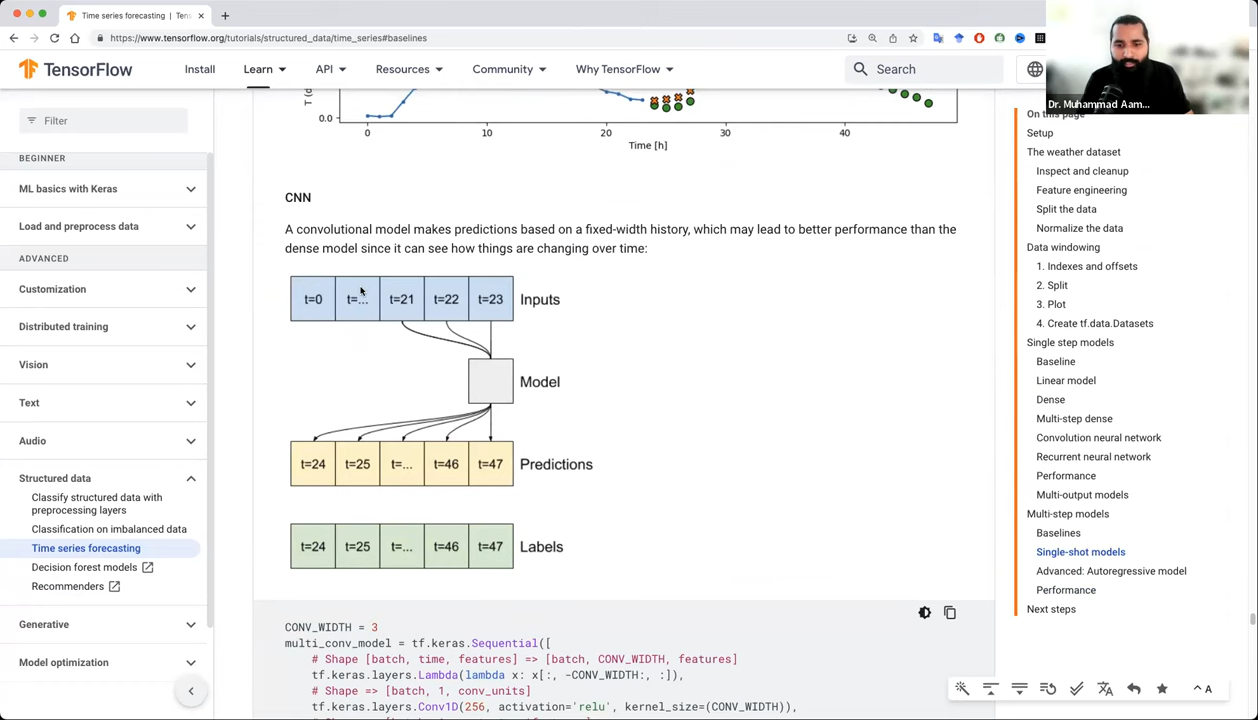 Time series forecasting | Tens
https://www.tensorflow.org/tutorials/structured_data/time_series#baselines
TensorFlow
Install
Learn
API
Resources
Community
Why TensorFlow
Search
Dr. Muhammad Aam...
Filter
BEGINNER
ML basics with Keras
Load and preprocess data
ADVANCED
Customization
Distributed training
Vision
Text
Audio
Structured data
Classify structured data with
preprocessing layers
Classification on imbalanced data
Time series forecasting
Decision forest models
Recommenders
Generative
Model optimization
T (d
0.0
0
10
20
30
40
Time [h]
CNN
A convolutional model makes predictions based on a fixed-width history, which may lead to better performance than the
dense model since it can see how things are changing over time:
t=0 t=... t=21 t=22 t=23 Inputs
Model
t=24 t=25 t=... t=46 t=47 Predictions
t=24 t=25 t=... t=46 t=47 Labels
CONV_WIDTH = 3
multi_conv_model = tf.keras.Sequential([
# Shape [batch, time, features] => [batch, CONV_WIDTH, features]
tf.keras.layers.Lambda(lambda x: x[:, -CONV_WIDTH:, :]),
# Shape => [batch, 1, conv_units]
tf.keras.layers.Conv1D(256, activation='relu', kernel_size=(CONV_WIDTH)),
On this page
Setup
The weather dataset
Inspect and cleanup
Feature engineering
Split the data
Normalize the data
Data windowing
1. Indexes and offsets
2. Split
3. Plot
4. Create tf.data.Datasets
Single step models
Baseline
Linear model
Dense
Multi-step dense
Convolution neural network
Recurrent neural network
Performance
Multi-output models
Multi-step models
Baselines
Single-shot models
Advanced: Autoregressive model
Performance
Next steps
A